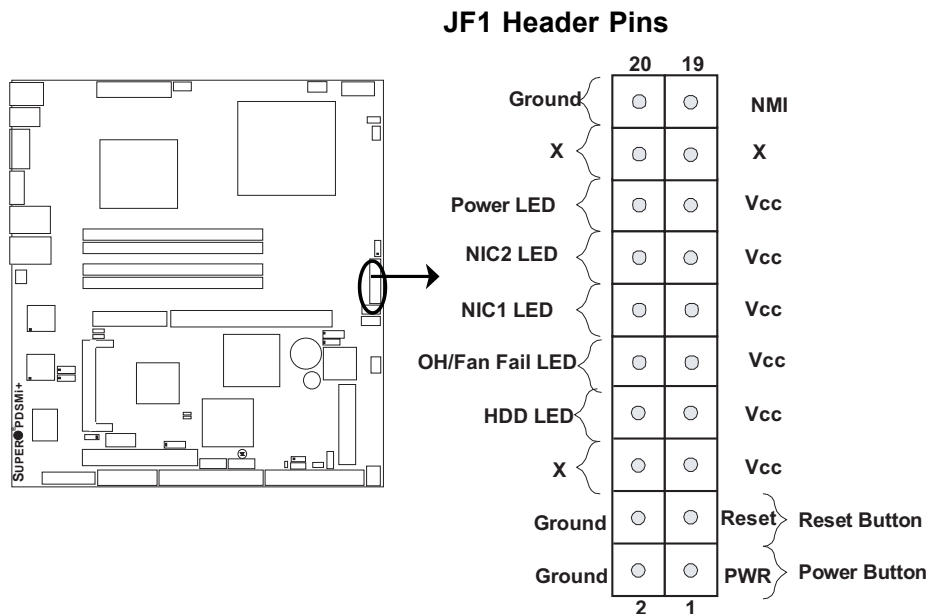 JF1 Header Pins
20 19
Ground NMI
X X
Power LED Vcc
NIC2 LED Vcc
NIC1 LED Vcc
OH/Fan Fail LED Vcc
HDD LED Vcc
X Vcc
Ground Reset Reset Button
Ground PWR Power Button
2 1
SUPER PDSMi+